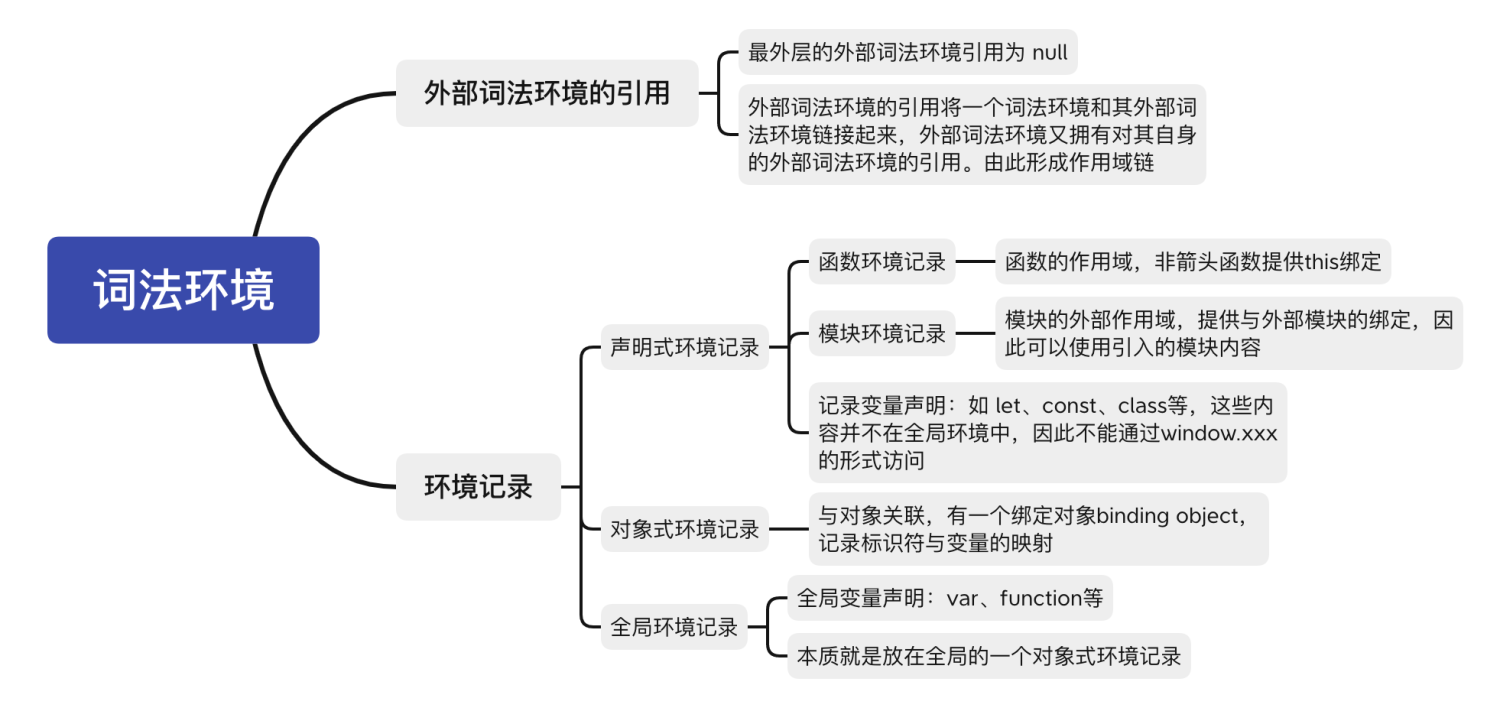 词法环境
外部词法环境的引用
最外层的外部词法环境引用为 null
外部词法环境的引用将一个词法环境和其外部词
法环境链接起来，外部词法环境又拥有对其自身
的外部词法环境的引用。由此形成作用域链
环境记录
声明式环境记录
函数环境记录
函数的作用域，非箭头函数提供this绑定
模块环境记录
模块的外部作用域，提供与外部模块的绑定，因
此可以使用引入的模块内容
记录变量声明：如 let、const、class等，这些内
容并不在全局环境中，因此不能通过window.xxx
的形式访问
对象式环境记录
与对象关联，有一个绑定对象binding object，
记录标识符与变量的映射
全局环境记录
全局变量声明：var、function等
本质就是放在全局的一个对象式环境记录